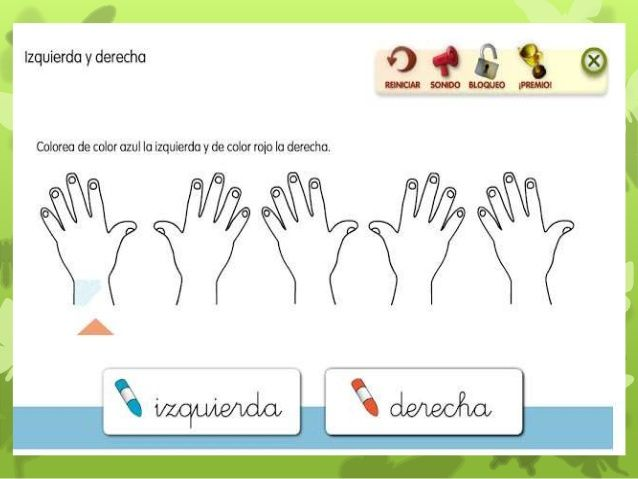 Izquierda y derecha
REINICIAR SONIDO BLOQUEO ¡PREMIO!
Colorea de color azul la izquierda y de color rojo la derecha.
izquierda
derecha